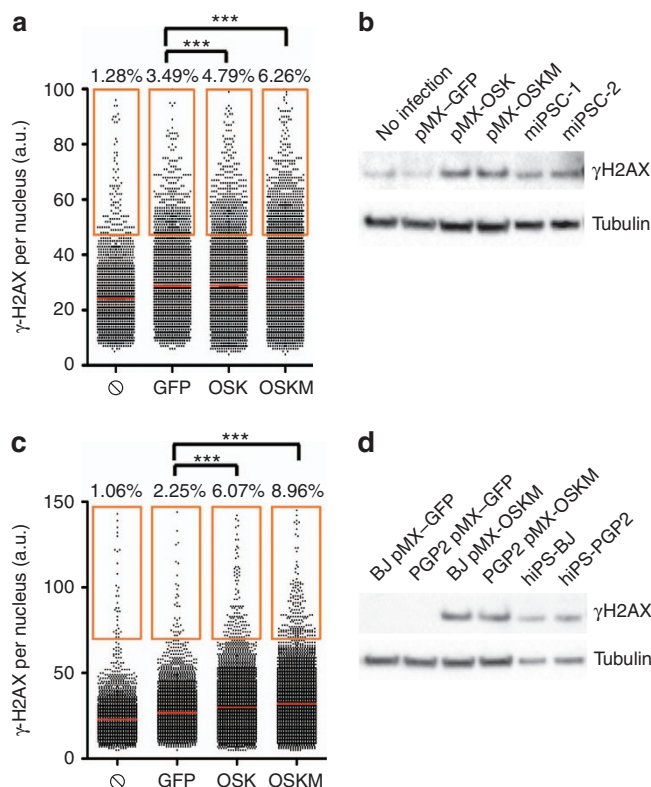 a
***
***
1.28% 3.49% 4.79% 6.26%
γ-H2AX per nucleus (a.u.)
100
80
60
40
20
0
GFP OSK OSKM
b
No infection
pMX–GFP
pMX-OSK
pMX-OSKM
miPSC-1
miPSC-2
γH2AX
Tubulin
c
***
***
1.06% 2.25% 6.07% 8.96%
γ-H2AX per nucleus (a.u.)
150
100
50
0
GFP OSK OSKM
d
BJ pMX–GFP
PGP2 pMX–GFP
BJ pMX-OSKM
PGP2 pMX-OSKM
hiPS-BJ
hiPS-PGP2
γH2AX
Tubulin